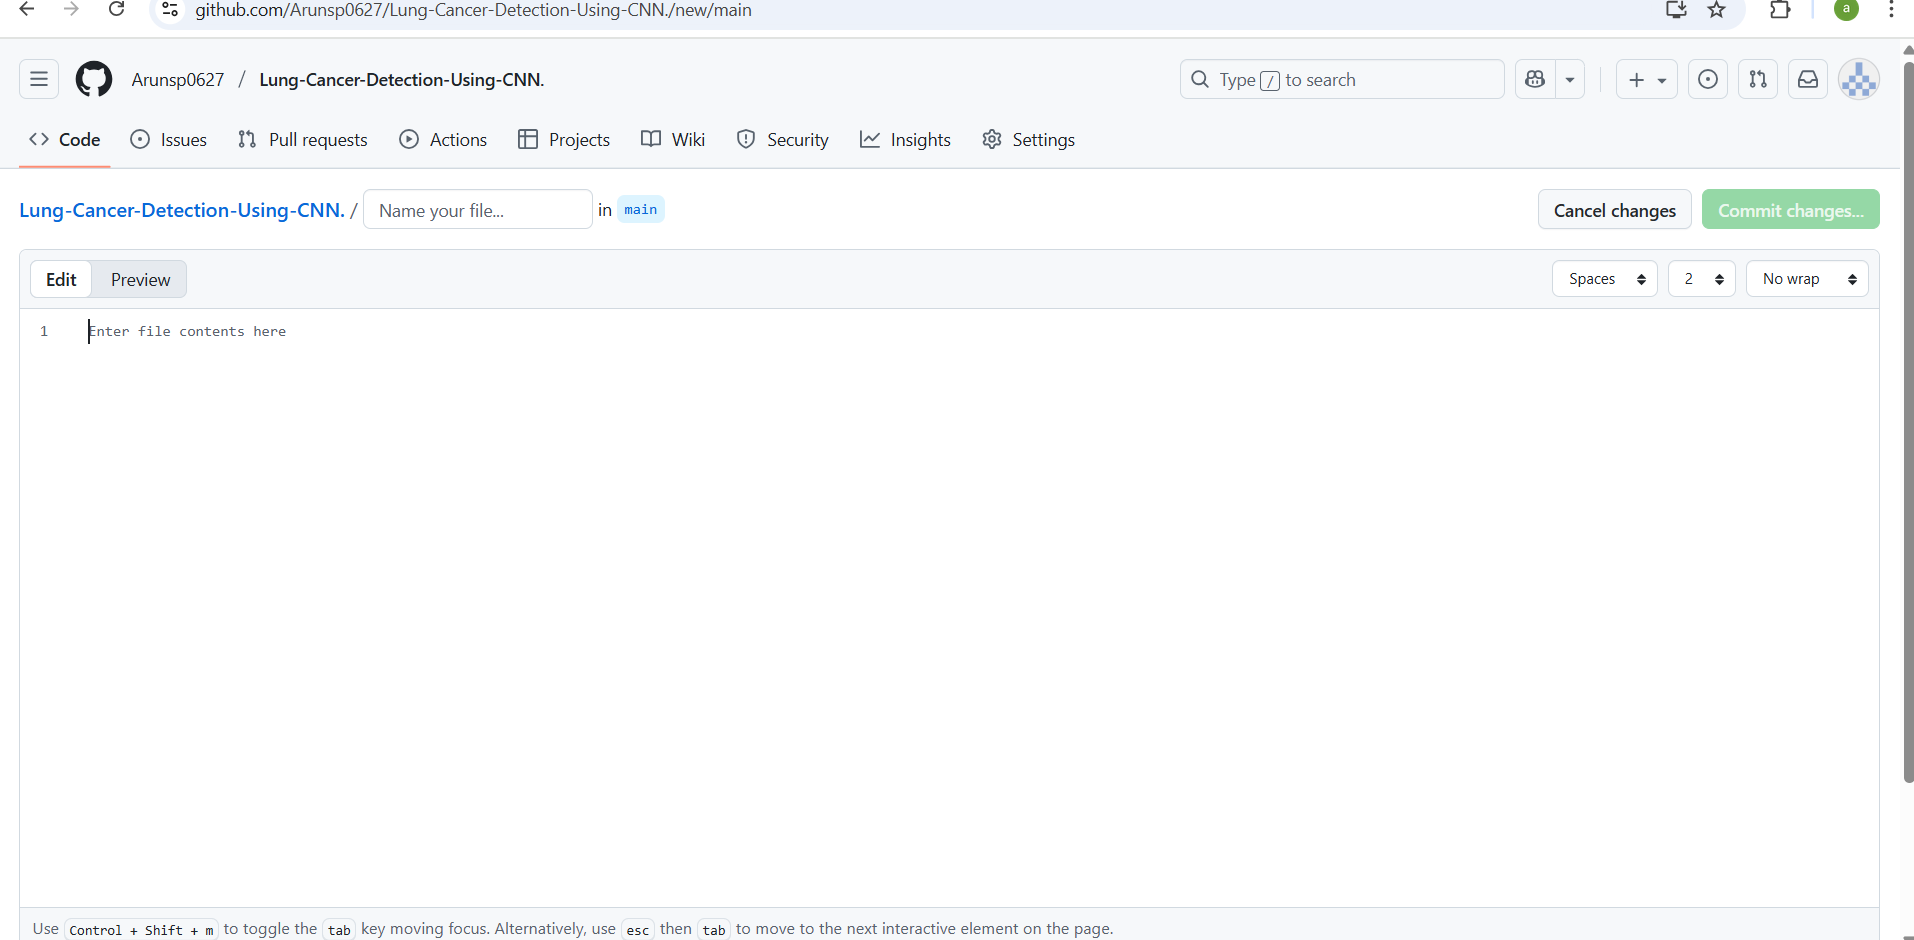 github.com/Arunsp0627/Lung-Cancer-Detection-Using-CNN./new/main
a
Arunsp0627 / Lung-Cancer-Detection-Using-CNN.
Type / to search
Code Issues Pull requests Actions Projects Wiki Security Insights Settings
Lung-Cancer-Detection-Using-CNN. / Name your file... in main
Cancel changes Commit changes...
Edit Preview
Spaces 2 No wrap
1 Enter file contents here
Use Control + Shift + m to toggle the tab key moving focus. Alternatively, use esc then tab to move to the next interactive element on the page.